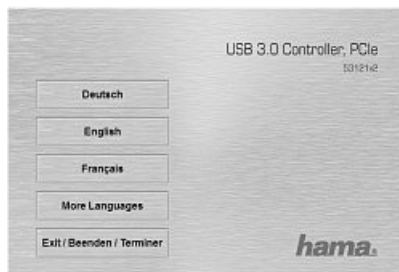 USB 3.0 Controller, PCIe
53121v2
Deutsch
English
Français
More Languages
Exit / Beenden / Terminer
hama.